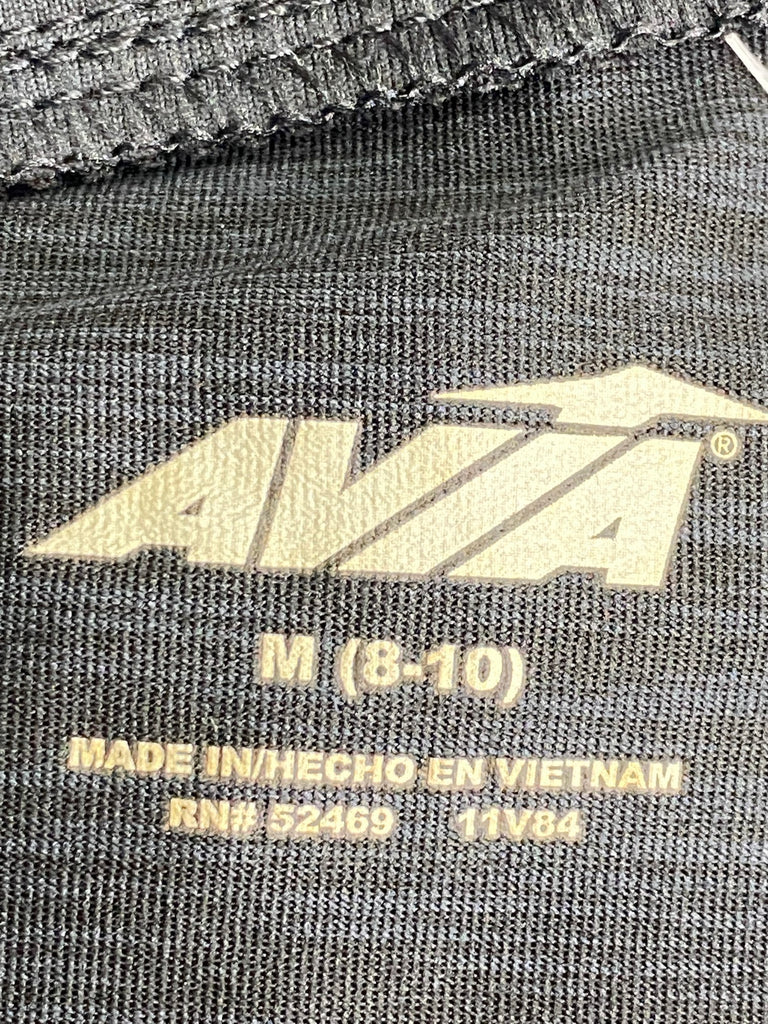 AVIA®
M (8-10)
MADE IN/HECHO EN VIETNAM
RN# 52469 11V84